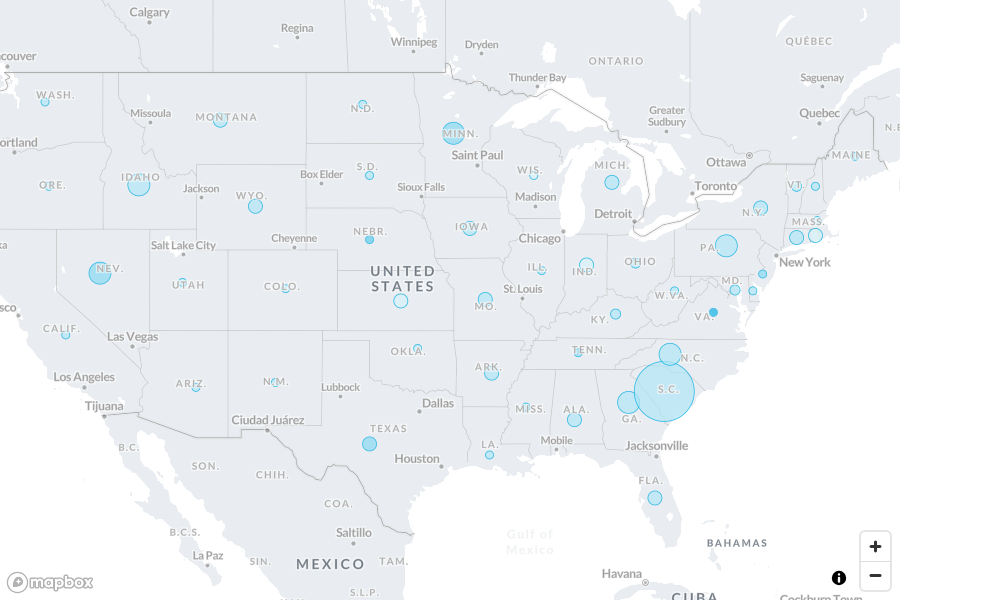 Calgary
Regina
Winnipeg
Dryden
QUÉBEC
couver
ONTARIO
Thunder Bay
Saguenay
WASH.
N.D.
Missoula
MONTANA
Greater
Sudbury
Quebec
N.B
MINN.
ortland
Saint Paul
Ottawa
MAINE
MICH.
S.D.
WIS.
IDAHO
Box Elder
ORE.
Jackson
Sioux Falls
Toronto
VT.
WYO.
Madison
Detroit
N.Y.
MASS.
IOWA
NEBR.
Cheyenne
Chicago
ka
Salt Lake City
PA.
OHIO
New York
NEV.
UNITED
STATES
ILL.
IND.
UTAH
COLO.
MD.
St. Louis
W.VA.
sco
MO.
VA.
KY.
CALIF.
Las Vegas
OKLA.
TENN.
N.C.
ARK.
Los Angeles
ARIZ.
N.M.
Lubbock
S.C.
Tijuana
Dallas
MISS.
ALA.
GA.
Ciudad Juárez
TEXAS
Mobile
B.C.
LA.
Jacksonville
Houston
SON.
CHIH.
FLA.
COA.
B.C.S.
Saltillo
Gulf of
Mexico
BAHAMAS
La Paz
SIN.
MEXICO
TAM.
Havana
mapbox
S.L.P.
CUBA
Cockburn Town